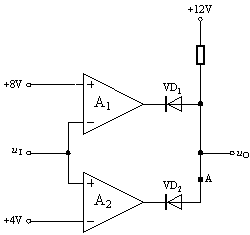 +12V
+8V
+
A₁
−
VD₁
uI
uO
A
+
A₂
−
VD₂
+4V